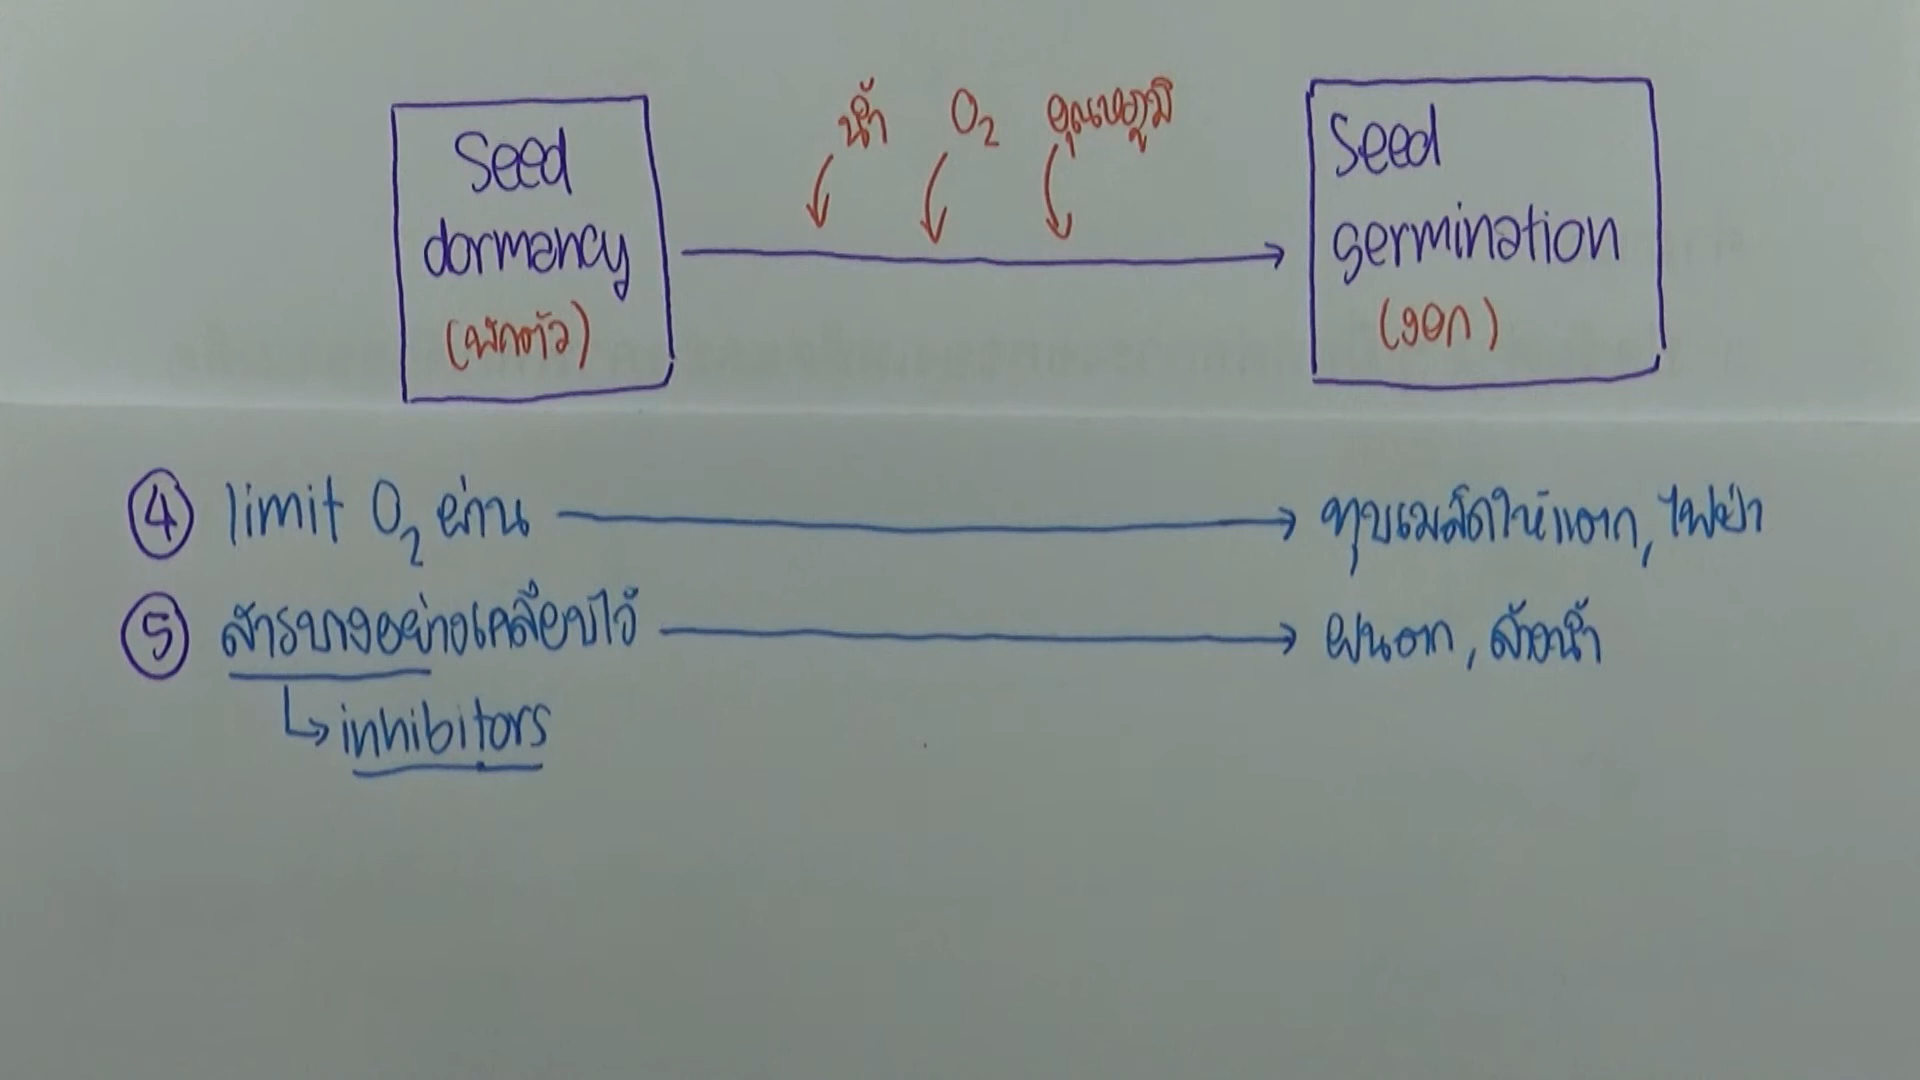 Seed
dormancy
(พักตัว)
น้ำ O₂ อุณหภูมิ
Seed
germination
(งอก)
④ limit O₂ ผ่าน → ทุบเมล็ดให้แตก, ไฟป่า
⑤ สารบางอย่างเคลือบไว้ → ฝนตก, ล้างน้ำ
↳ inhibitors